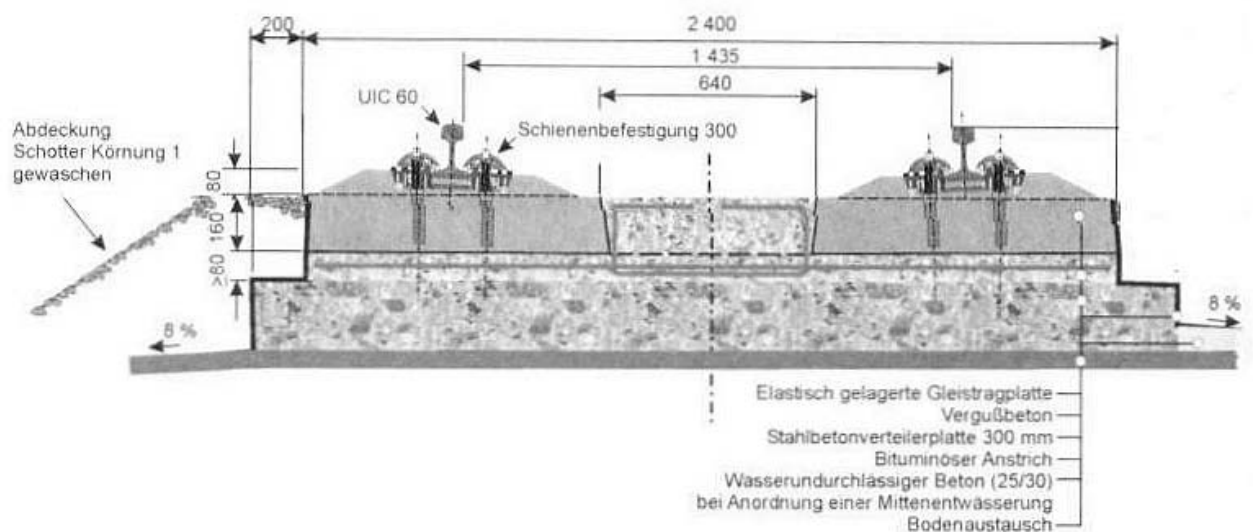 200
2 400
1 435
640
UIC 60
Schienenbefestigung 300
Abdeckung
Schotter Körnung 1
gewaschen
80
160
>80
8 %
8 %
Elastisch gelagerte Gleistragplatte
Vergußbeton
Stahlbetonverteilerplatte 300 mm
Bituminöser Anstrich
Wasserundurchlässiger Beton (25/30)
bei Anordnung einer Mittenentwässerung
Bodenaustausch